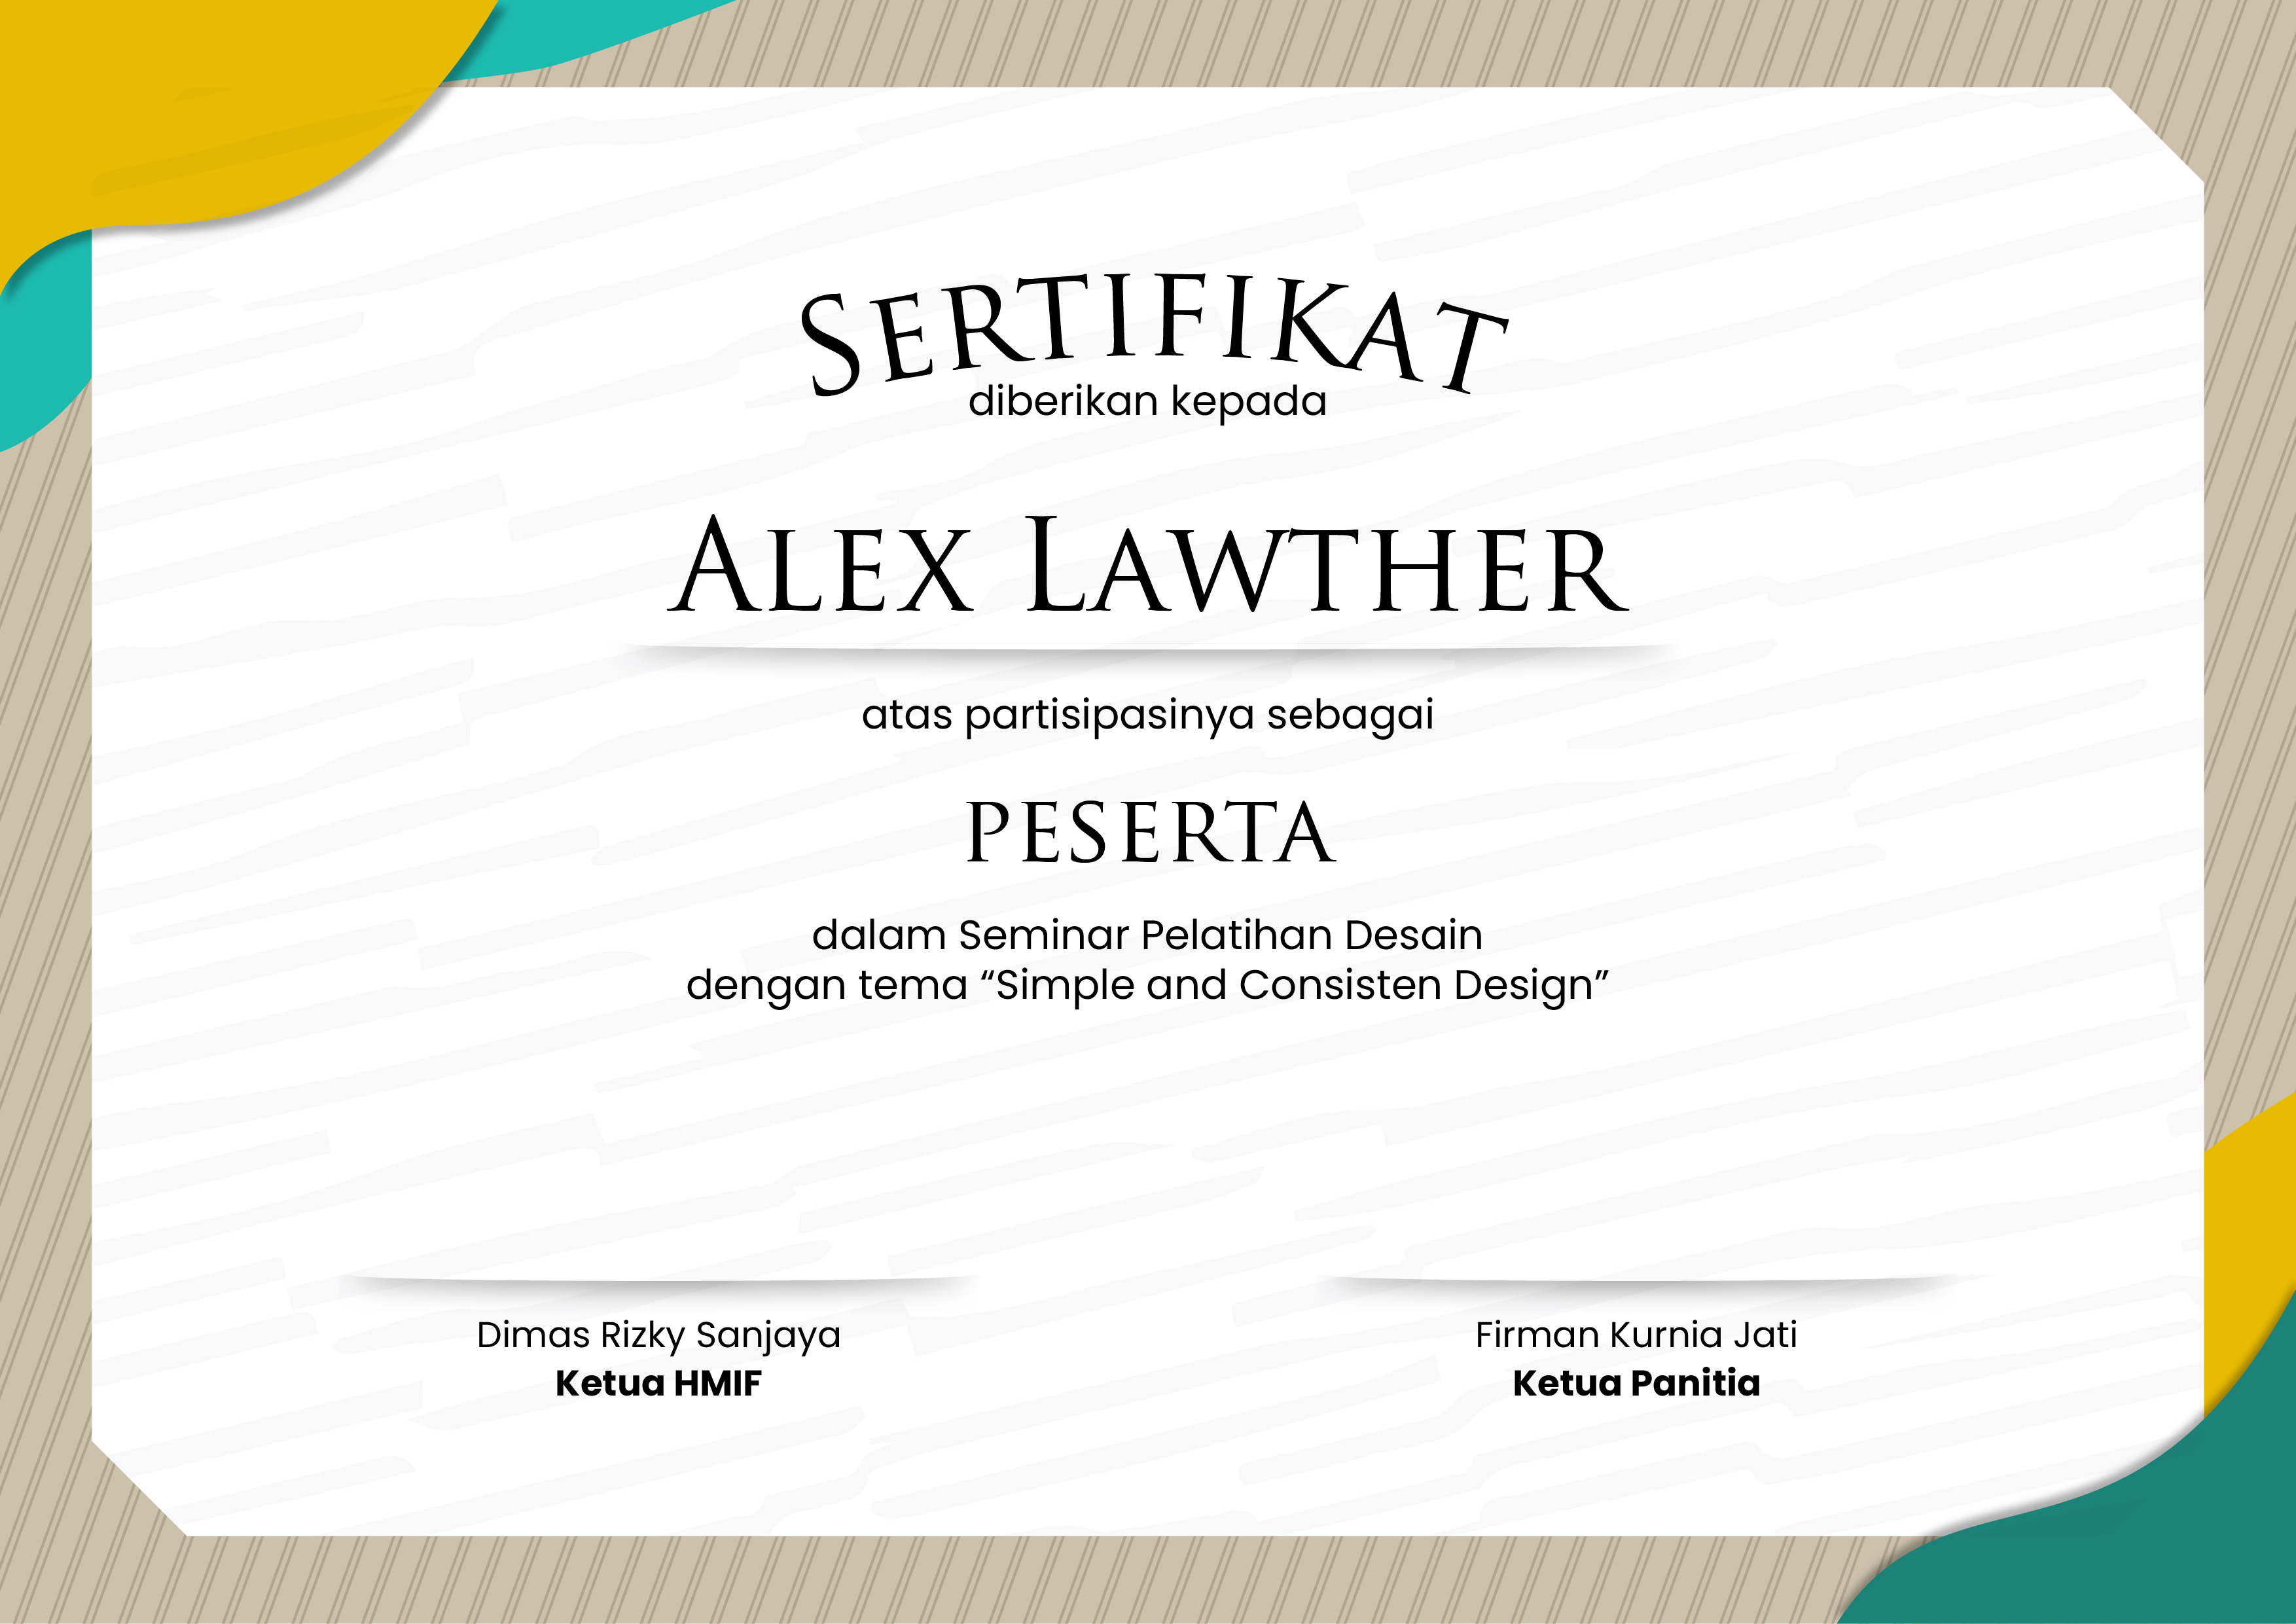 SERTIFIKAT
diberikan kepada
ALEX LAWTHER
atas partisipasinya sebagai
PESERTA
dalam Seminar Pelatihan Desain
dengan tema “Simple and Consisten Design”
Dimas Rizky Sanjaya
Ketua HMIF
Firman Kurnia Jati
Ketua Panitia